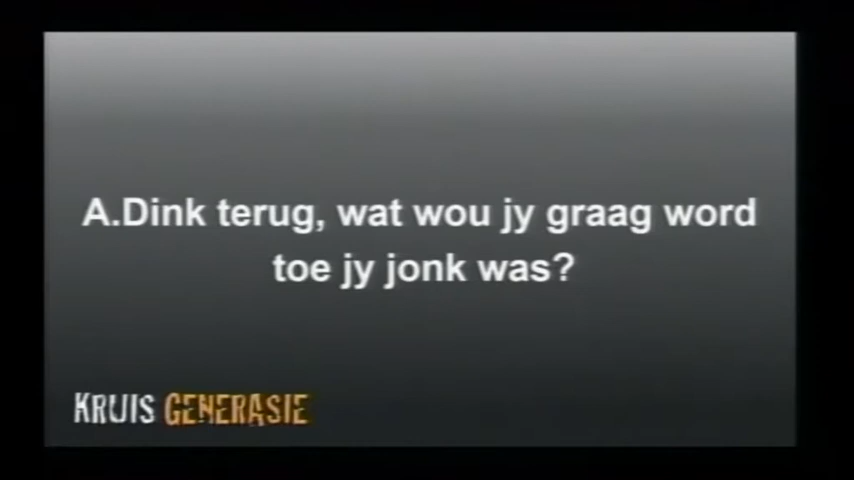 A.Dink terug, wat wou jy graag word
toe jy jonk was?
KRUIS GENERASIE